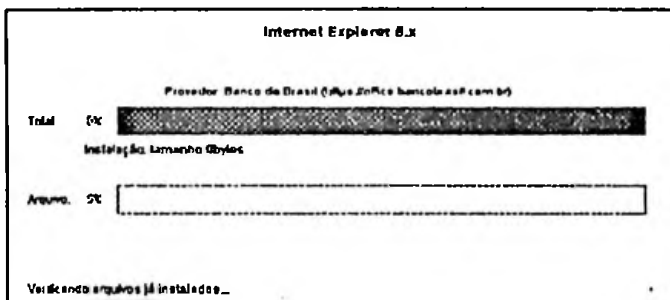 Internet Explorer 6.x
Provedor: Banco do Brasil
Total 0%
Instalação: tamanho 0bytes
Arquivo: 0%
Verificando arquivos já instalados...